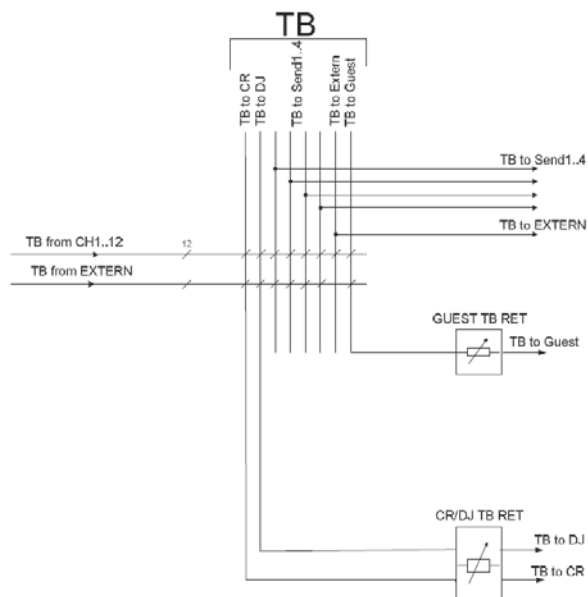 TB
TB to CR
TB to DJ
TB to Send1..4
TB to Extern
TB to Guest
TB to Send1..4
TB to EXTERN
TB from CH1..12
12
TB from EXTERN
GUEST TB RET
TB to Guest
CR/DJ TB RET
TB to DJ
TB to CR